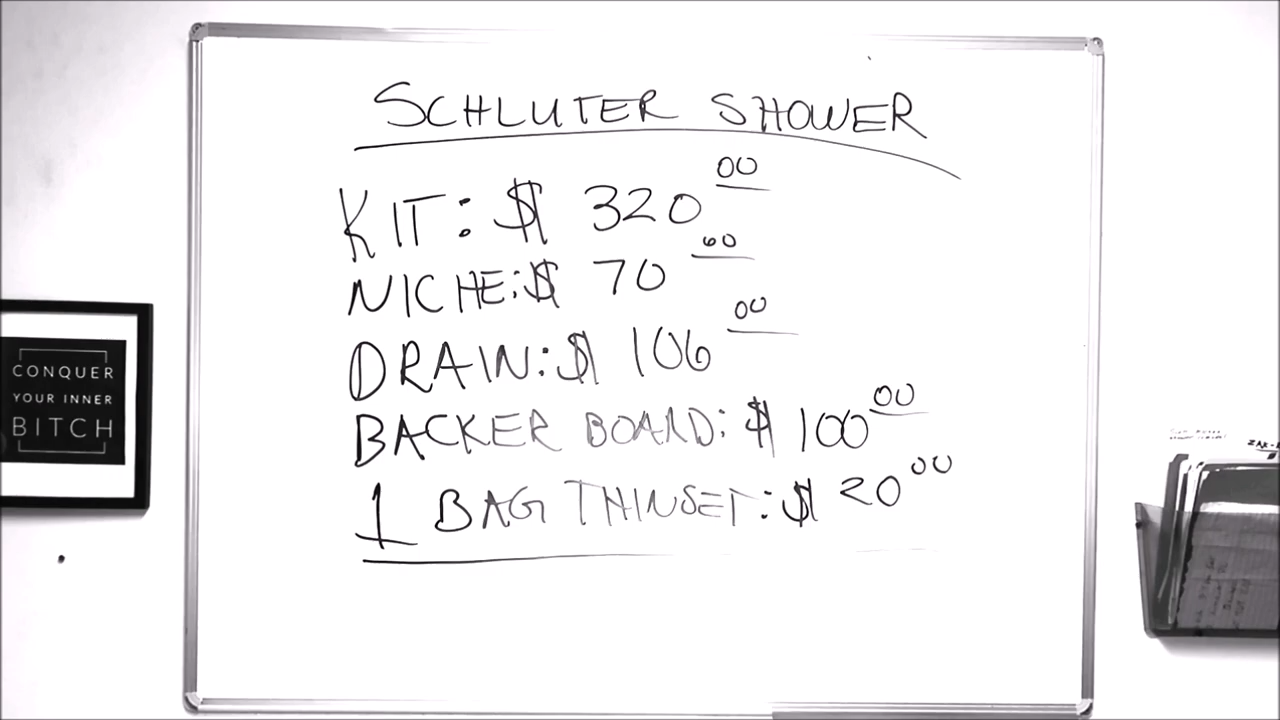 SCHLUTER SHOWER
KIT: $ 320 00
NICHE: $ 70 00
DRAIN: $ 106 00
BACKER BOARD: $ 100 00
1 BAG THINSET: $ 20 00
CONQUER
YOUR INNER
BITCH